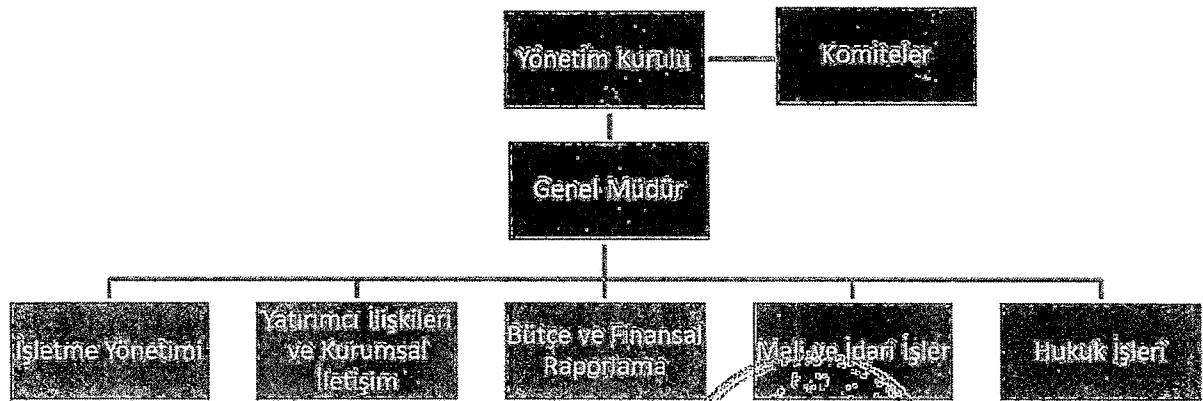 Yönetim Kurulu
Komiteler
Genel Müdür
İşletme Yönetimi
Yatırımcı İlişkileri
ve Kurumsal
İletişim
Bütçe ve Finansal
Raporlama
Mali ve İdari İşler
Hukuk İşleri